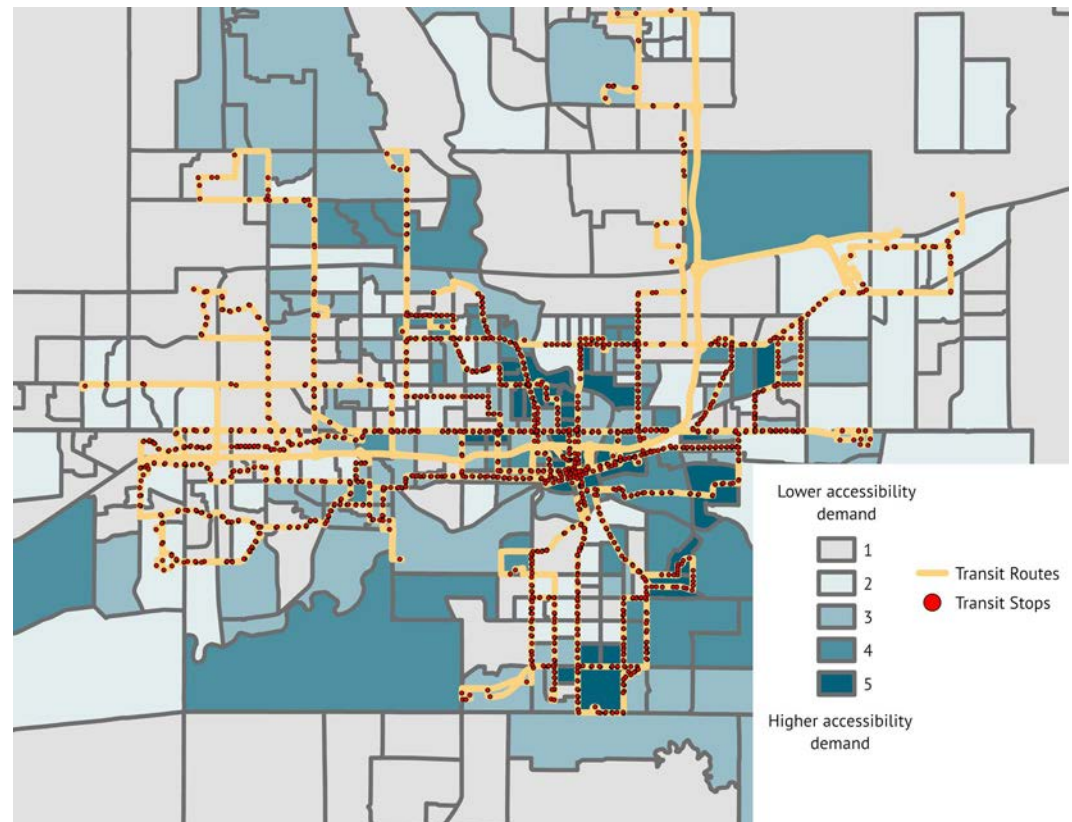 Lower accessibility
demand
1
2
3
4
5
Higher accessibility
demand
Transit Routes
Transit Stops